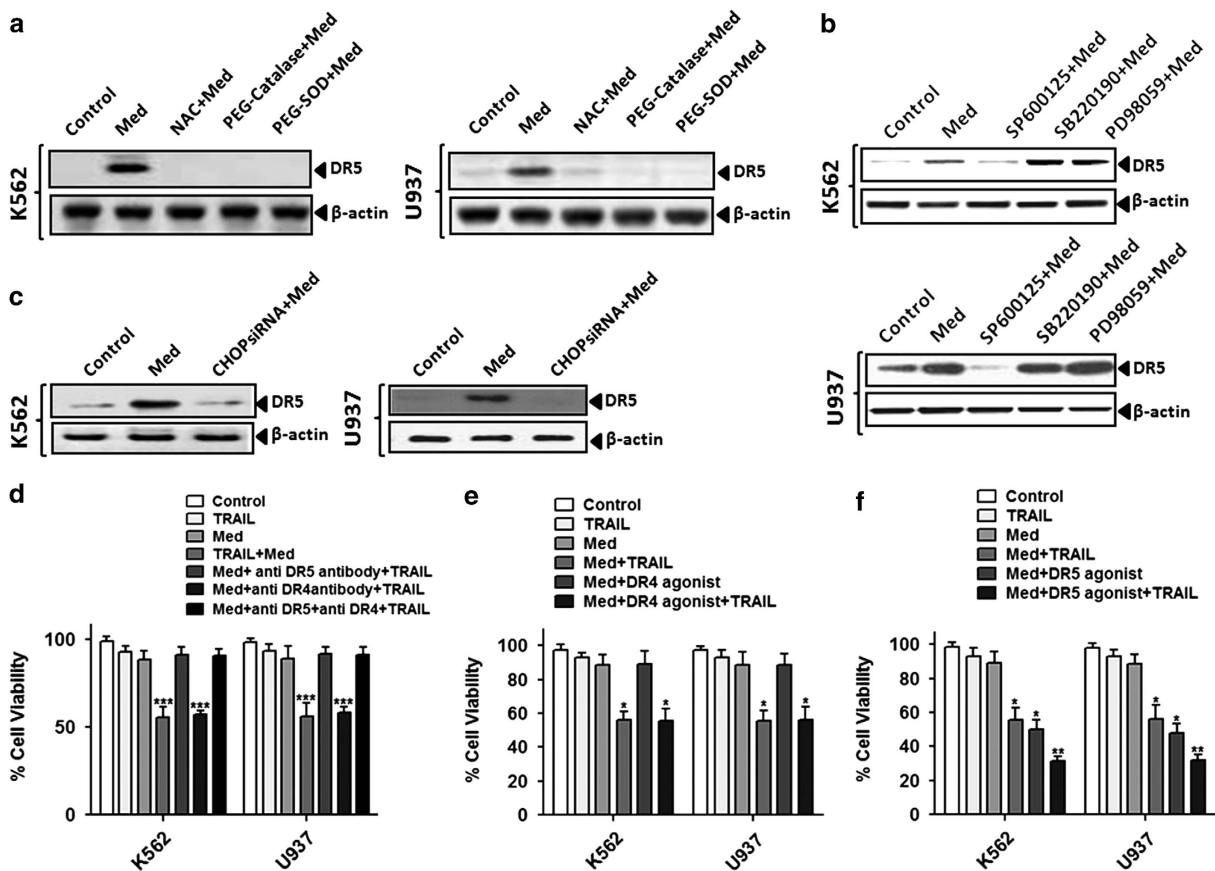 a
Control
Med
NAC+Med
PEG-Catalase+Med
PEG-SOD+Med
K562
DR5
β-actin
Control
Med
NAC+Med
PEG-Catalase+Med
PEG-SOD+Med
U937
DR5
β-actin
b
Control
Med
SP600125+Med
SB220190+Med
PD98059+Med
K562
DR5
β-actin
Control
Med
SP600125+Med
SB220190+Med
PD98059+Med
U937
DR5
β-actin
c
Control
Med
CHOPsiRNA+Med
K562
DR5
β-actin
Control
Med
CHOPsiRNA+Med
U937
DR5
β-actin
d
Control
TRAIL
Med
TRAIL+Med
Med+ anti DR5 antibody+TRAIL
Med+anti DR4antibody+TRAIL
Med+anti DR5+anti DR4+TRAIL
% Cell Viability
100
50
0
*** *** *** ***
K562 U937
e
Control
TRAIL
Med
Med+TRAIL
Med+DR4 agonist
Med+DR4 agonist+TRAIL
% Cell Viability
100
80
60
40
20
0
* * * *
K562 U937
f
Control
TRAIL
Med
Med+TRAIL
Med+DR5 agonist
Med+DR5 agonist+TRAIL
% Cell Viability
100
80
60
40
20
0
* * ** * * **
K562 U937